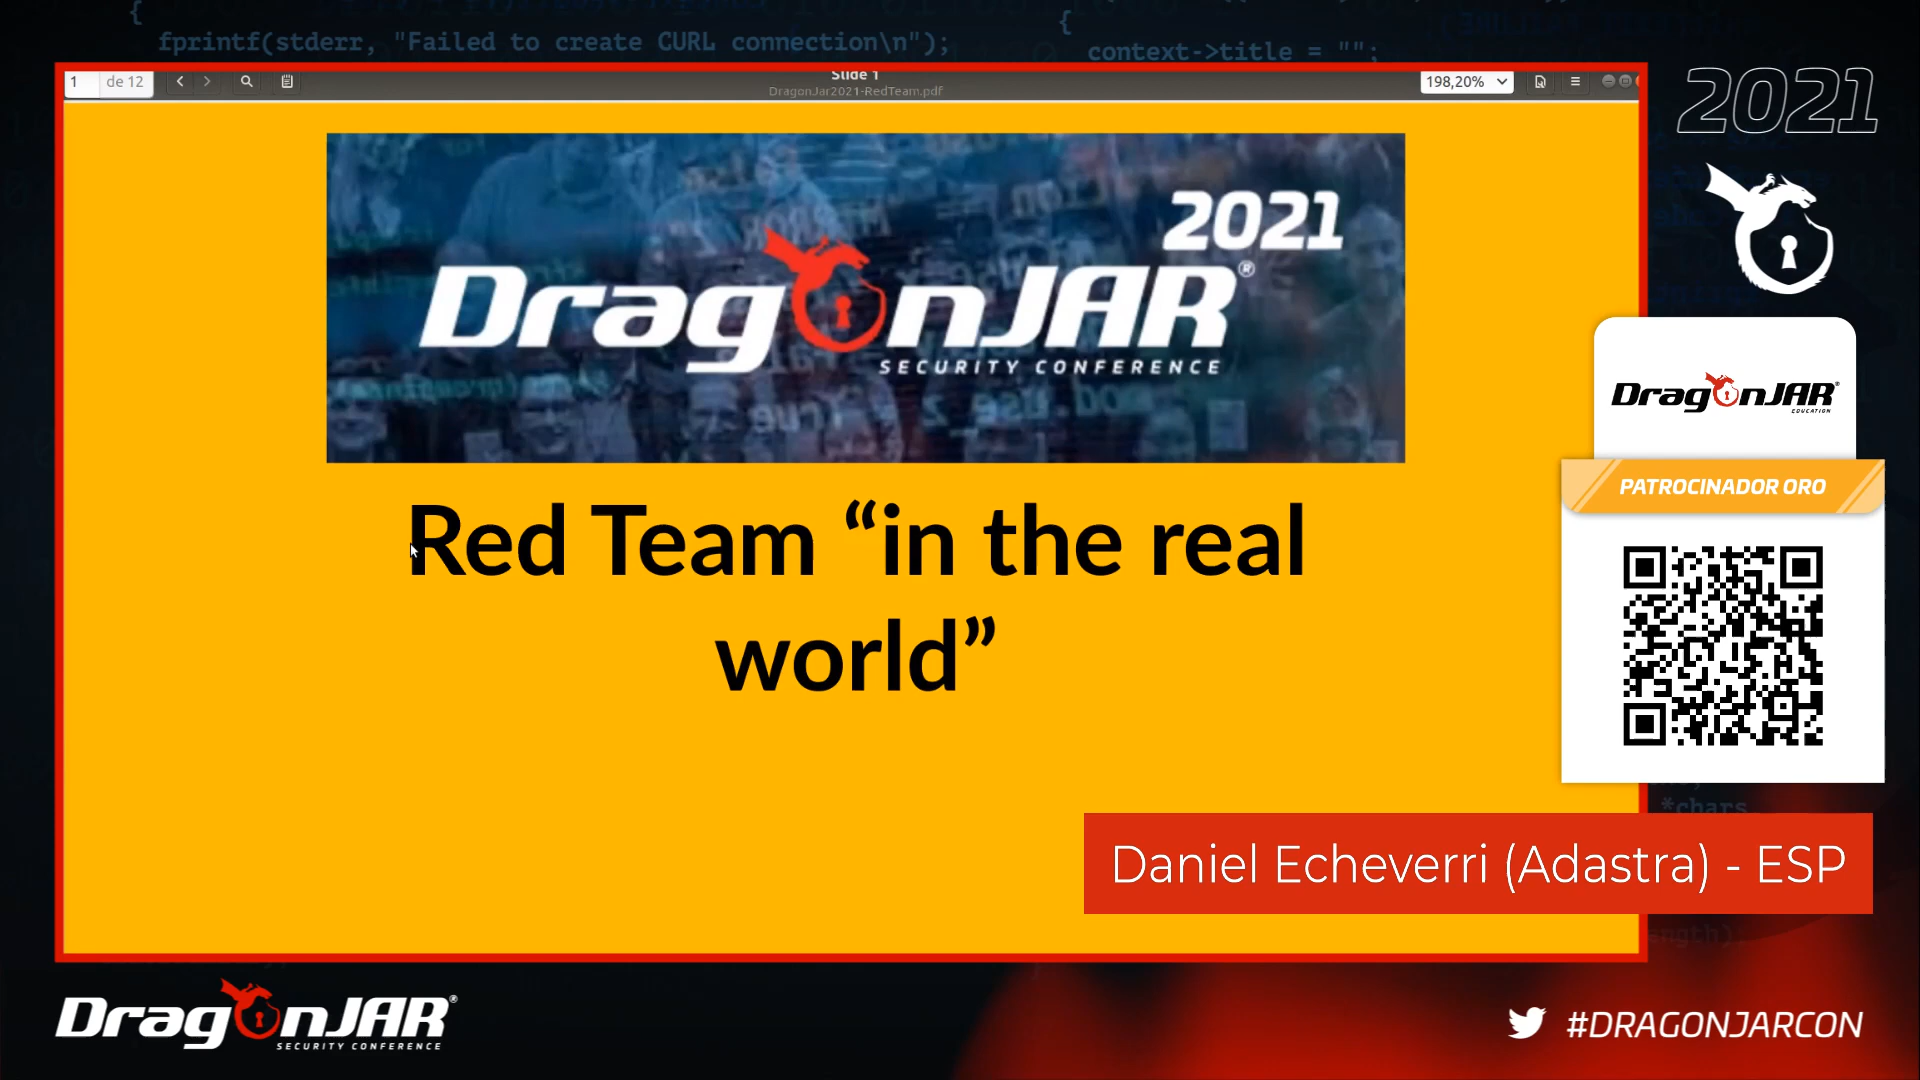 {
fprintf(stderr, "Failed to create CURL connection\n");
{
context->title = "";
1 de 12
Slide 1
DragonJar2021-RedTeam.pdf
198,20%
2021
2021
DragonJAR®
SECURITY CONFERENCE
DragonJAR®
EDUCATION
PATROCINADOR ORO
Red Team “in the real
world”
*chars
Daniel Echeverri (Adastra) - ESP
DragonJAR®
SECURITY CONFERENCE
#DRAGONJARCON